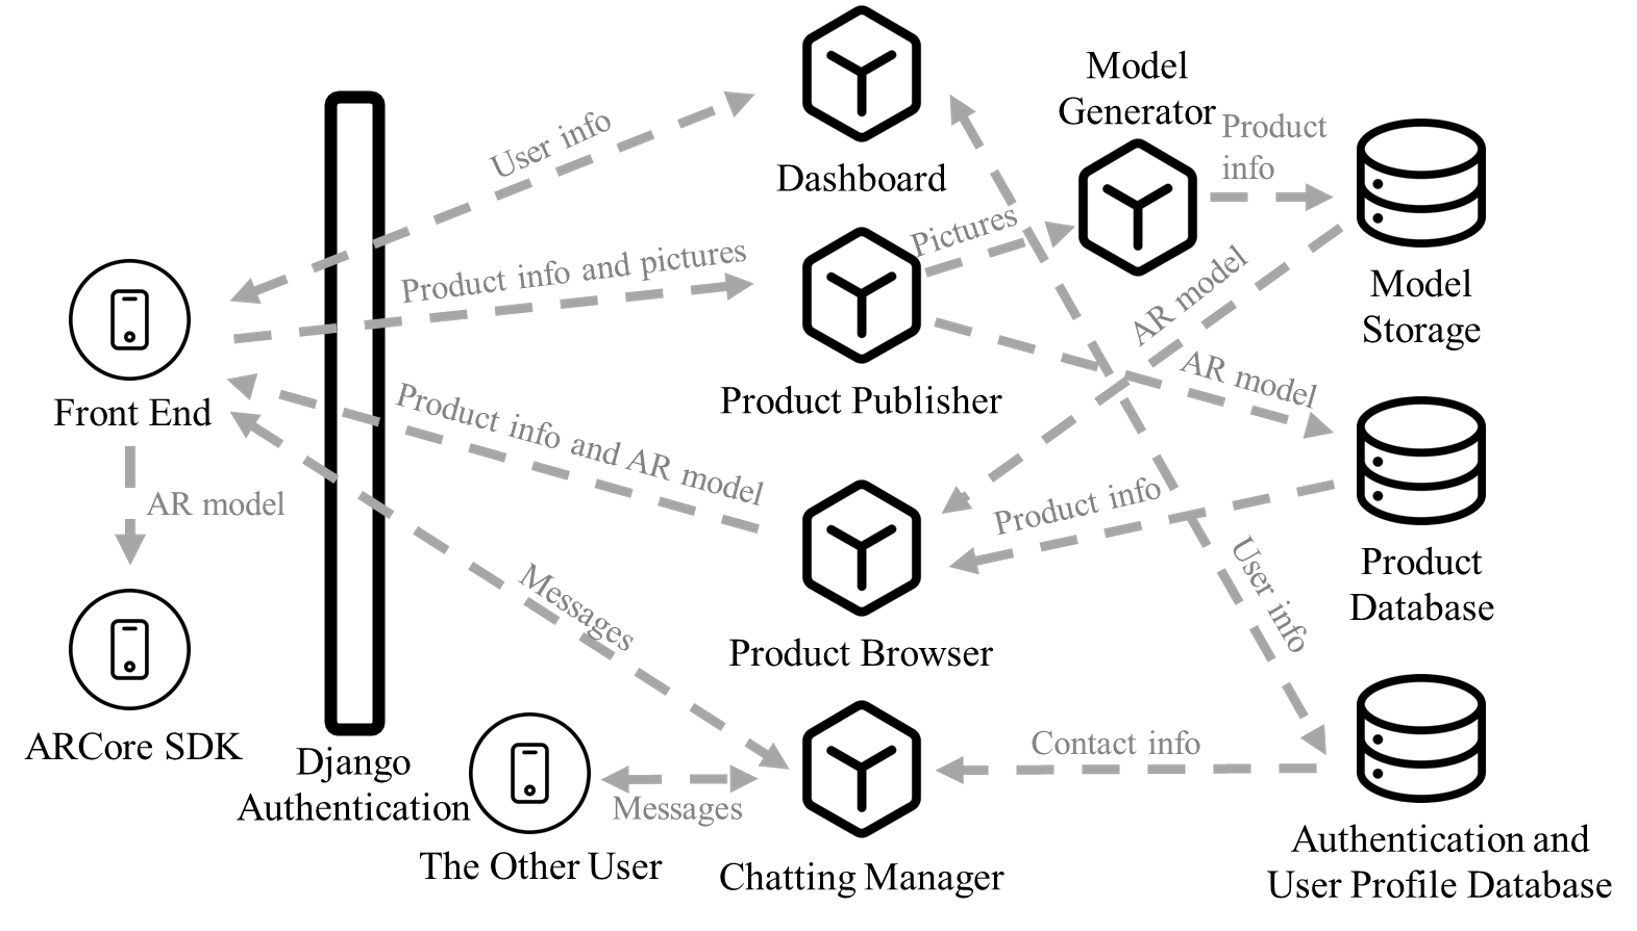 Model
Generator
Product
info
User info
Dashboard
Pictures
Product info and pictures
AR model
Model
Storage
Front End
Product Publisher
AR model
Product info and AR model
AR model
Product info
Product
Database
User info
Messages
Product Browser
ARCore SDK
Django
Authentication
Contact info
Messages
The Other User
Chatting Manager
Authentication and
User Profile Database